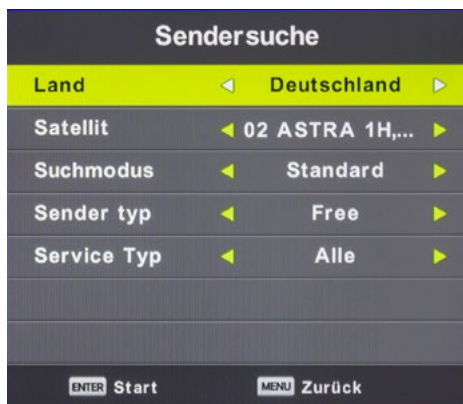 Sendersuche
Land Deutschland
Satellit 02 ASTRA 1H,...
Suchmodus Standard
Sender typ Free
Service Typ Alle
ENTER Start MENU Zurück